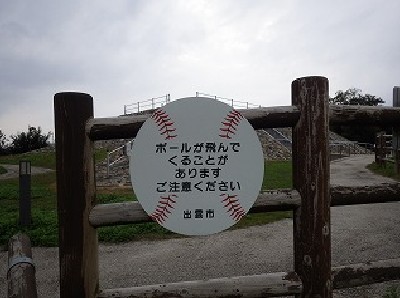 ボールが飛んで
くることが
あります
ご注意ください
出雲市